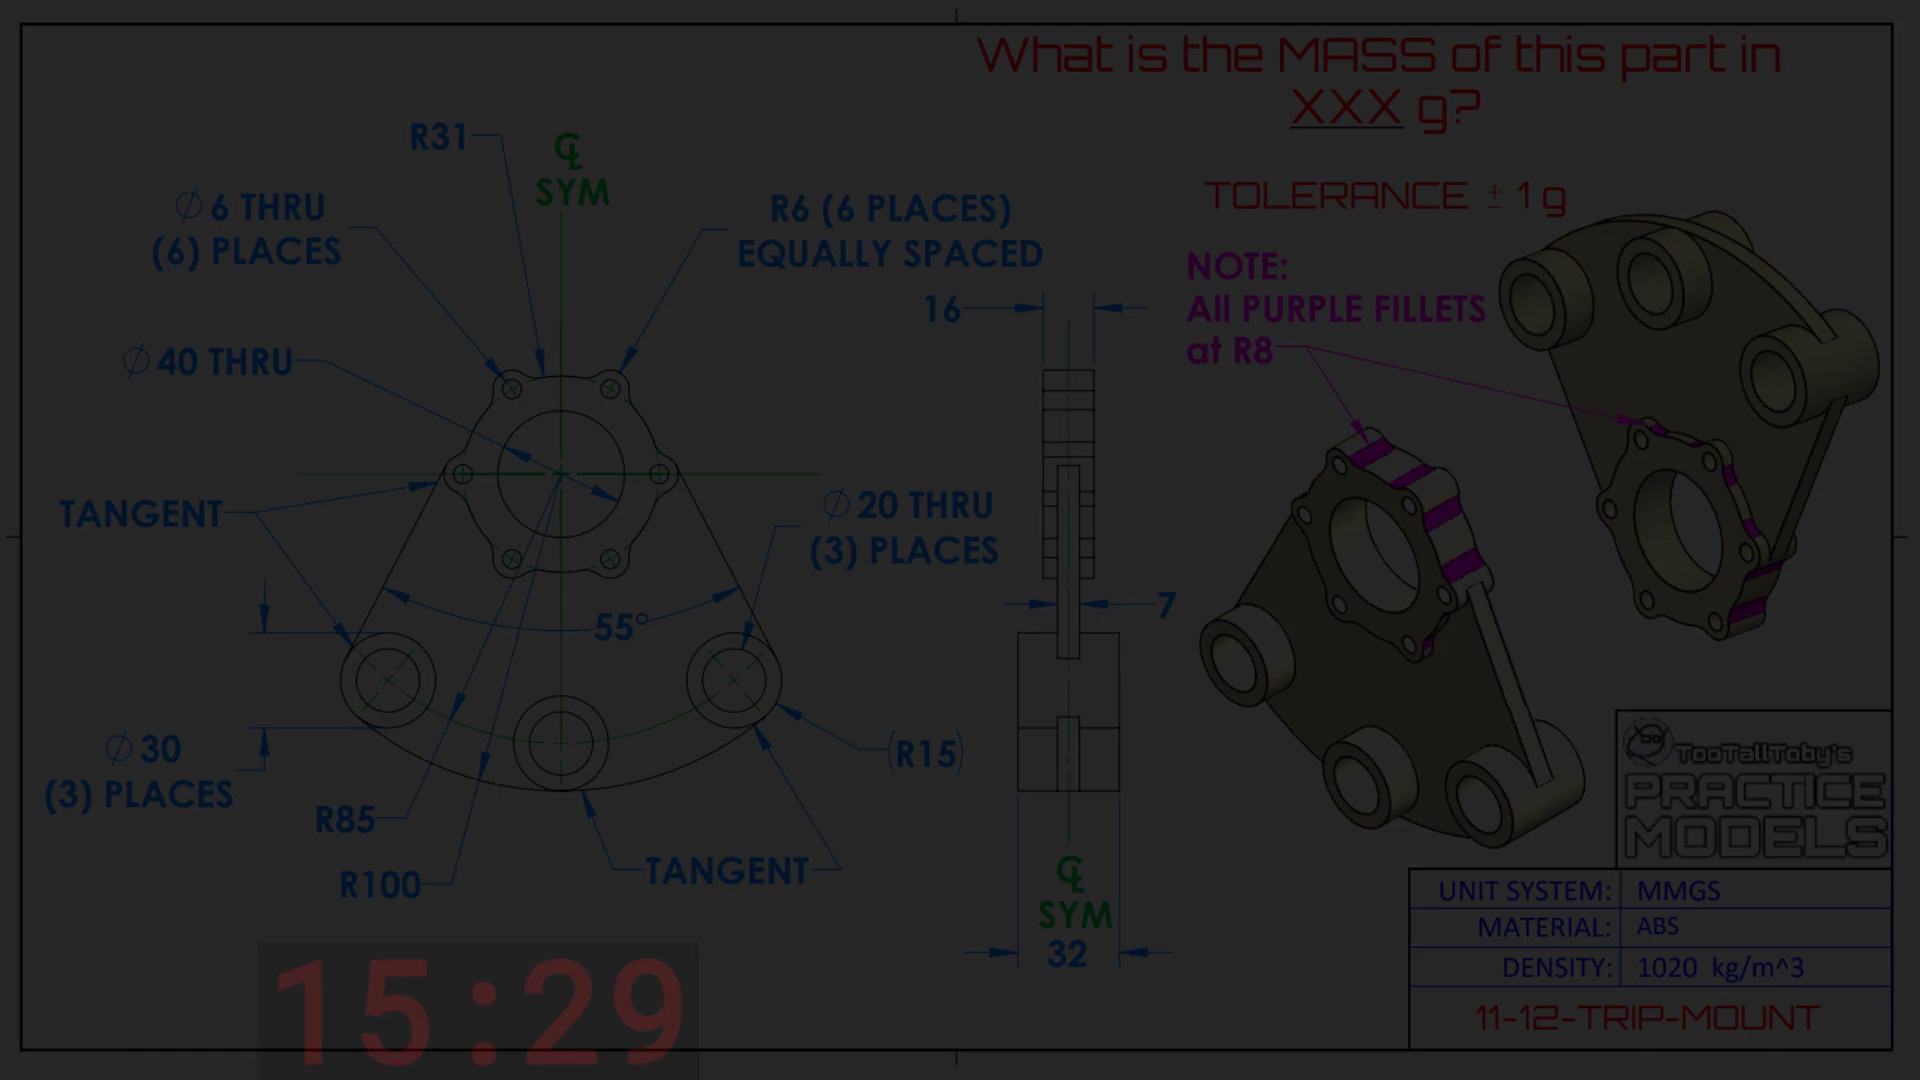 What is the MASS of this part in
XXX g?
TOLERANCE ± 1 g
R31
℄
SYM
∅ 6 THRU
(6) PLACES
R6 (6 PLACES)
EQUALLY SPACED
NOTE:
All PURPLE FILLETS
at R8
16
∅ 40 THRU
TANGENT
∅ 20 THRU
(3) PLACES
55°
7
∅ 30
(3) PLACES
(R15)
R85
R100
TANGENT
℄
SYM
32
TooTallToby's
PRACTICE
MODELS
UNIT SYSTEM: MMGS
MATERIAL: ABS
DENSITY: 1020 kg/m^3
11-12-TRIP-MOUNT
15:29